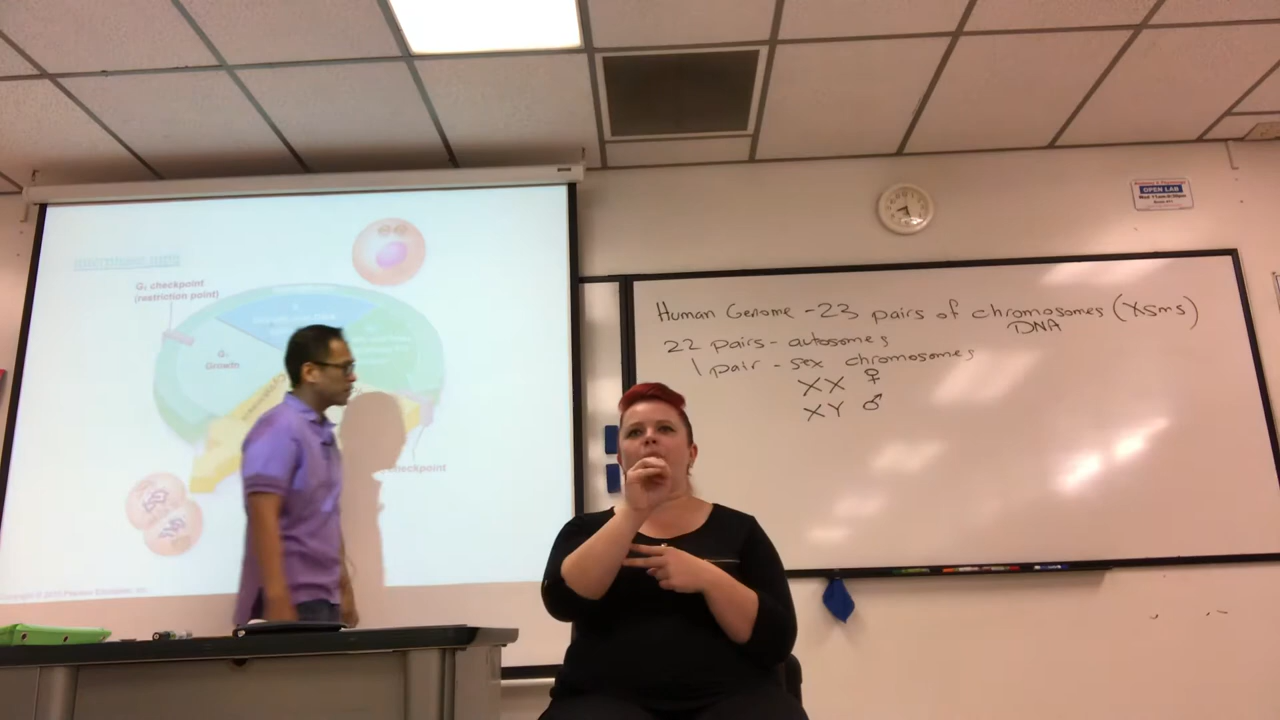 G₁ checkpoint
(restriction point)
G₁
Growth
checkpoint
OPEN LAB
Human Genome - 23 pairs of chromosomes (Xsms)
DNA
22 pairs - autosomes
1 pair - sex chromosomes
XX ♀
XY ♂